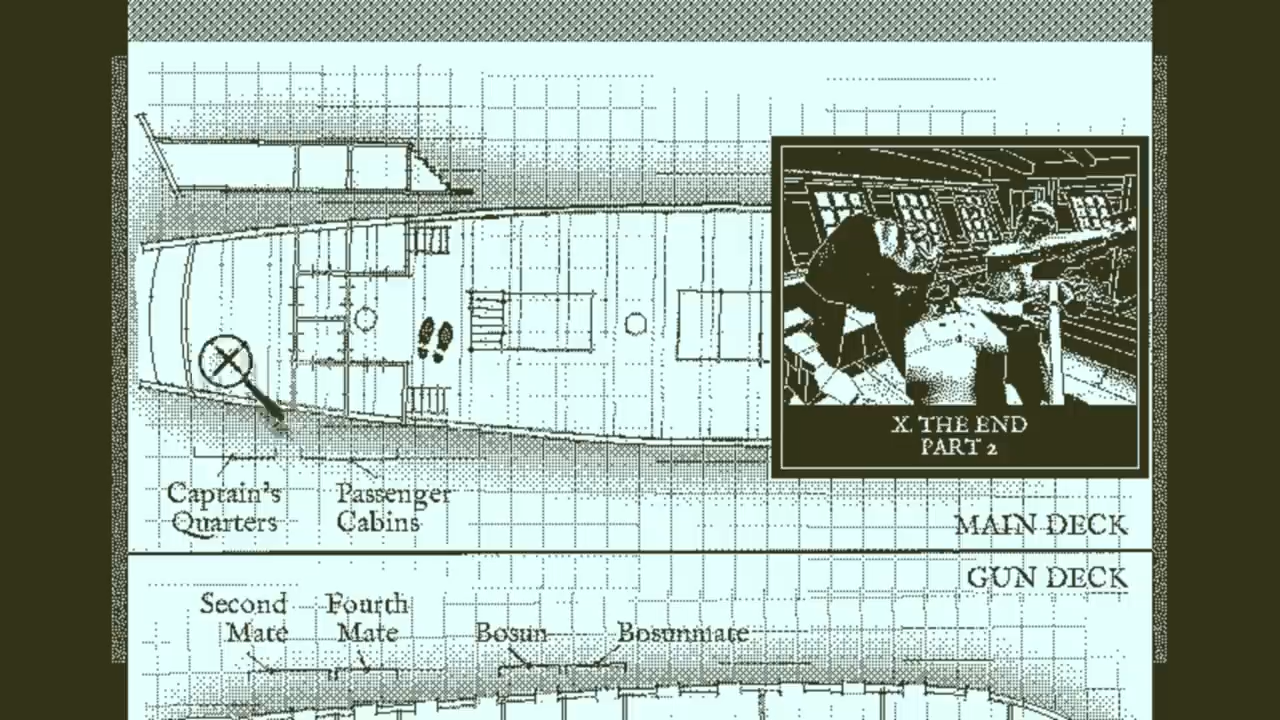 X. THE END
PART 2
Captain's
Quarters
Passenger
Cabins
MAIN DECK
GUN DECK
Second
Mate
Fourth
Mate
Bosun
Bosunmate